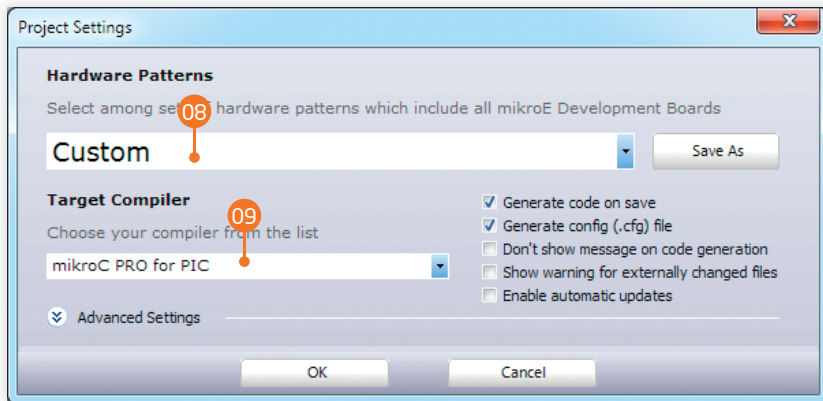 Project Settings
x
Hardware Patterns
Select among set hardware patterns which include all mikroE Development Boards
08
Custom
Save As
Target Compiler
09
Choose your compiler from the list
mikroC PRO for PIC
Generate code on save
Generate config (.cfg) file
Don't show message on code generation
Show warning for externally changed files
Enable automatic updates
Advanced Settings
OK
Cancel